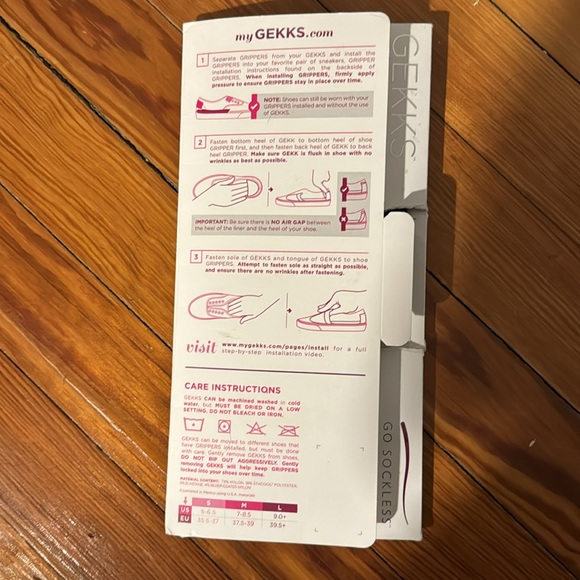 my GEKKS.com
1 Separate GRIPPERS from your GEKKS and install the
GRIPPERS into your favorite pair of sneakers. GRIPPER
installation instructions found on the backside of
GRIPPERS. When installing GRIPPERS, firmly apply
pressure to ensure GRIPPERS stay in place over time.
NOTE: Shoes can still be worn with your
GRIPPERS installed and without the use
of GEKKS.
2 Fasten bottom heel of GEKK to bottom heel of shoe
GRIPPER first, and then fasten back heel of GEKK to back
heel GRIPPER. Make sure GEKK is flush in shoe with no
wrinkles as best as possible.
IMPORTANT: Be sure there is NO AIR GAP between
the heel of the liner and the heel of your shoe.
3 Fasten sole of GEKKS and tongue of GEKKS to shoe
GRIPPERS. Attempt to fasten sole as straight as possible,
and ensure there are no wrinkles after fastening.
visit www.mygekks.com/pages/install for a full
step-by-step installation video.
CARE INSTRUCTIONS
GEKKS CAN be machined washed in cold
water, but MUST BE DRIED ON A LOW
SETTING. DO NOT BLEACH OR IRON.
GEKKS can be moved to different shoes that
have GRIPPERS installed, but must be done
with care. Gently remove GEKKS from shoes,
DO NOT RIP OUT AGGRESSIVELY. Gently
removing GEKKS will help keep GRIPPERS
locked into your shoes over time.
MATERIAL CONTENT:
S M L
US 5-6.5 7-8.5 9.0+
EU 35.5-37 37.5-39 39.5+
GEKKS
GO SOCKLESS